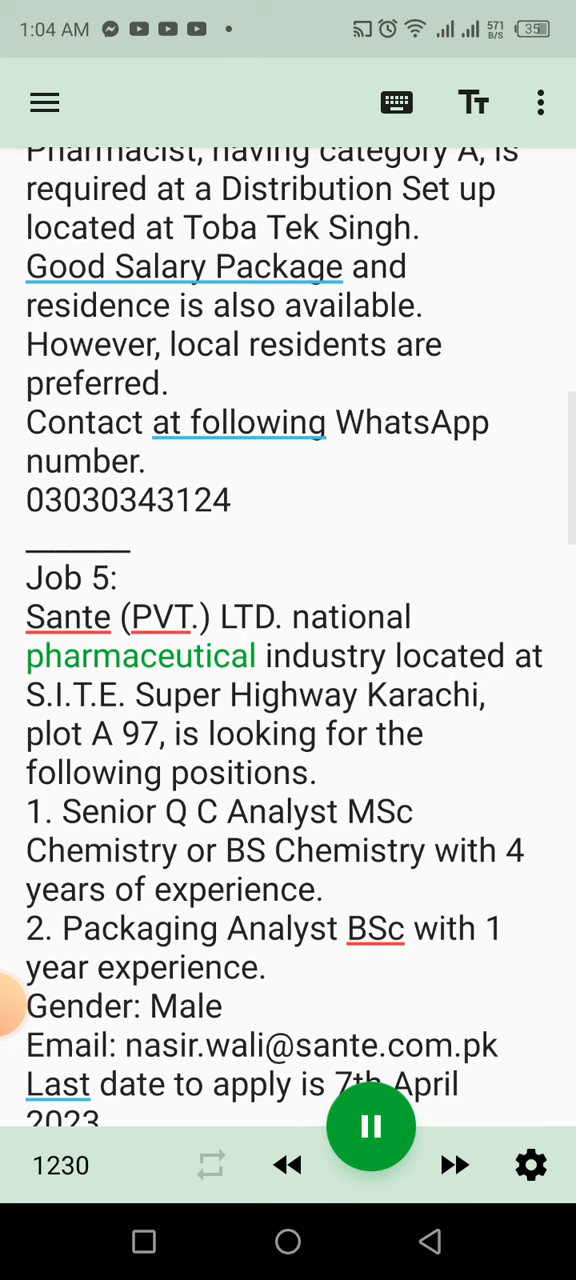 1:04 AM
571
B/S
35
TT
Pharmacist, having category A, is
required at a Distribution Set up
located at Toba Tek Singh.
Good Salary Package and
residence is also available.
However, local residents are
preferred.
Contact at following WhatsApp
number.
03030343124
_______
Job 5:
Sante (PVT.) LTD. national
pharmaceutical industry located at
S.I.T.E. Super Highway Karachi,
plot A 97, is looking for the
following positions.
1. Senior Q C Analyst MSc
Chemistry or BS Chemistry with 4
years of experience.
2. Packaging Analyst BSc with 1
year experience.
Gender: Male
Email: nasir.wali@sante.com.pk
Last date to apply is 7th April
2023
1230